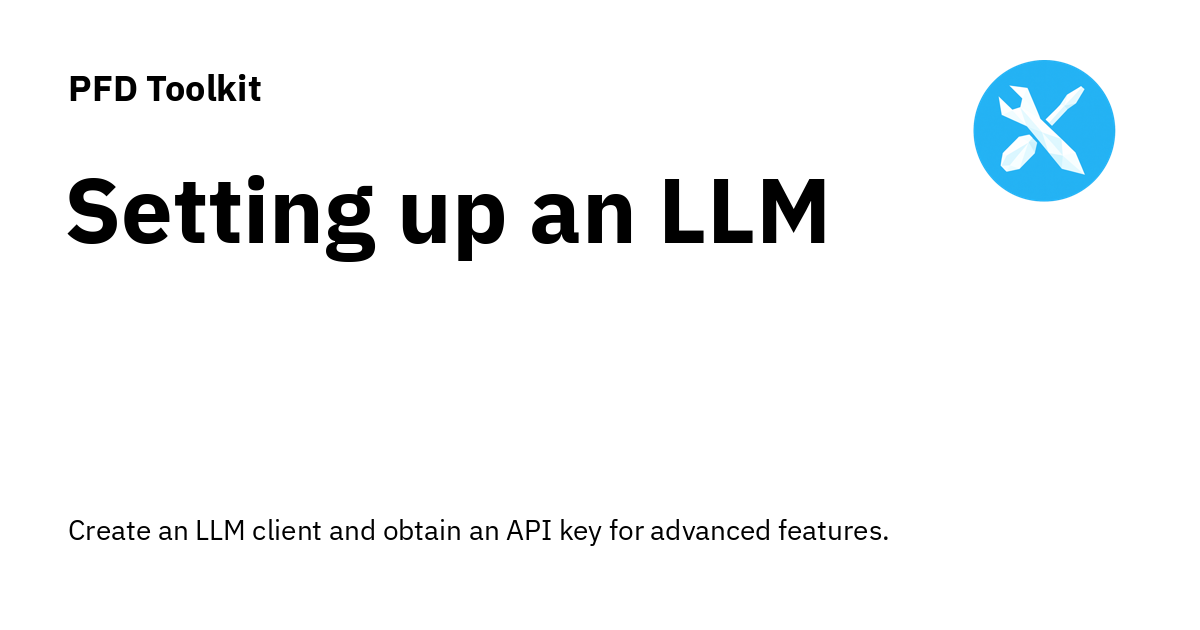 PFD Toolkit
Setting up an LLM
Create an LLM client and obtain an API key for advanced features.